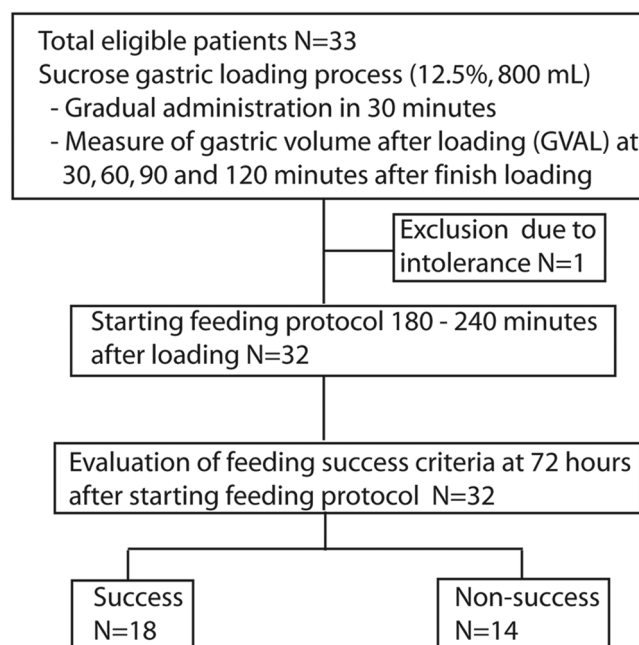 Total eligible patients N=33
Sucrose gastric loading process (12.5%, 800 mL)
- Gradual administration in 30 minutes
- Measure of gastric volume after loading (GVAL) at
30, 60, 90 and 120 minutes after finish loading
Exclusion due to
intolerance N=1
Starting feeding protocol 180 - 240 minutes
after loading N=32
Evaluation of feeding success criteria at 72 hours
after starting feeding protocol N=32
Success
N=18
Non-success
N=14